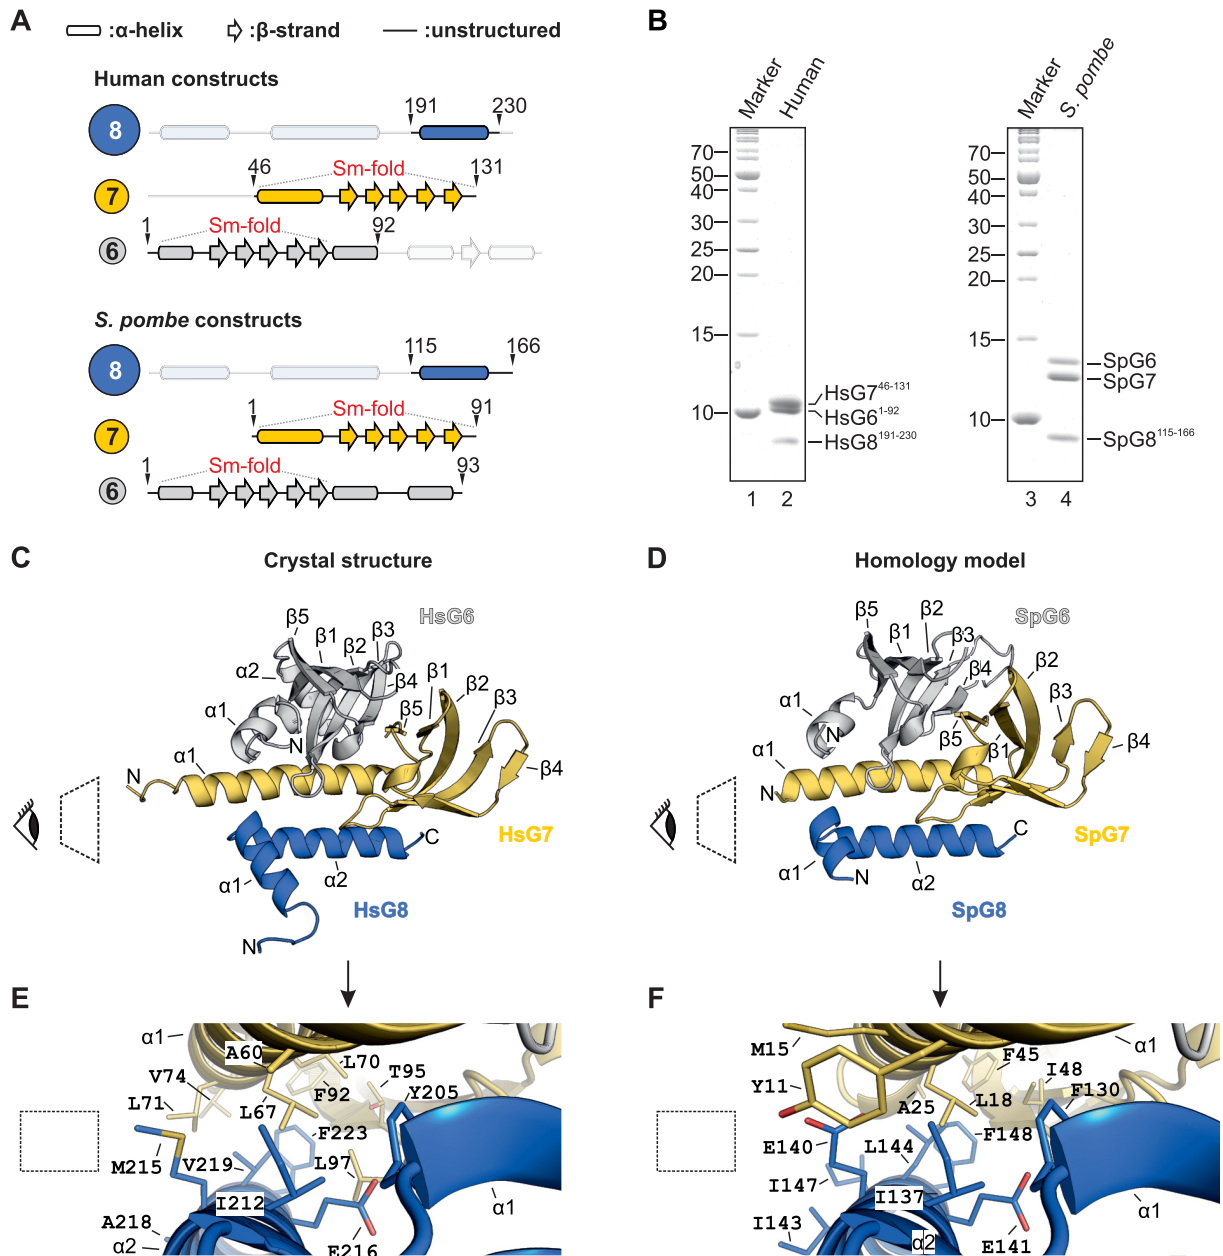 A
:α-helix :β-strand :unstructured
Human constructs
8 191 230
7 46 Sm-fold 131
6 1 Sm-fold 92
S. pombe constructs
8 115 166
7 1 Sm-fold 91
6 1 Sm-fold 93
B
Marker Human Marker S. pombe
70
50
40
30
25
20
15
10
HsG7 46-131
HsG6 1-92
HsG8 191-230
1 2
70
50
40
30
25
20
15
10
SpG6
SpG7
SpG8 115-166
3 4
C Crystal structure
β5 β1 β2 β3 HsG6
α2 β4 β1 β2 β3
α1 N β5
N α1 β4
HsG7
C
α1 α2
HsG8
N
D Homology model
β5 β1 β2 SpG6
β3 β4 β2
α1 N β3
α1 β5 β1 β4
N
C SpG7
α1 N α2
SpG8
E
α1 A60 L70
V74 F92 T95
L71 L67 Y205
F223
M215 V219 L97
I212
α1
A218
α2 E216
F
M15 F45 α1
Y11 I48
A25 L18 F130
E140 L144 F148
I147 I137
α1
I143
α2 E141